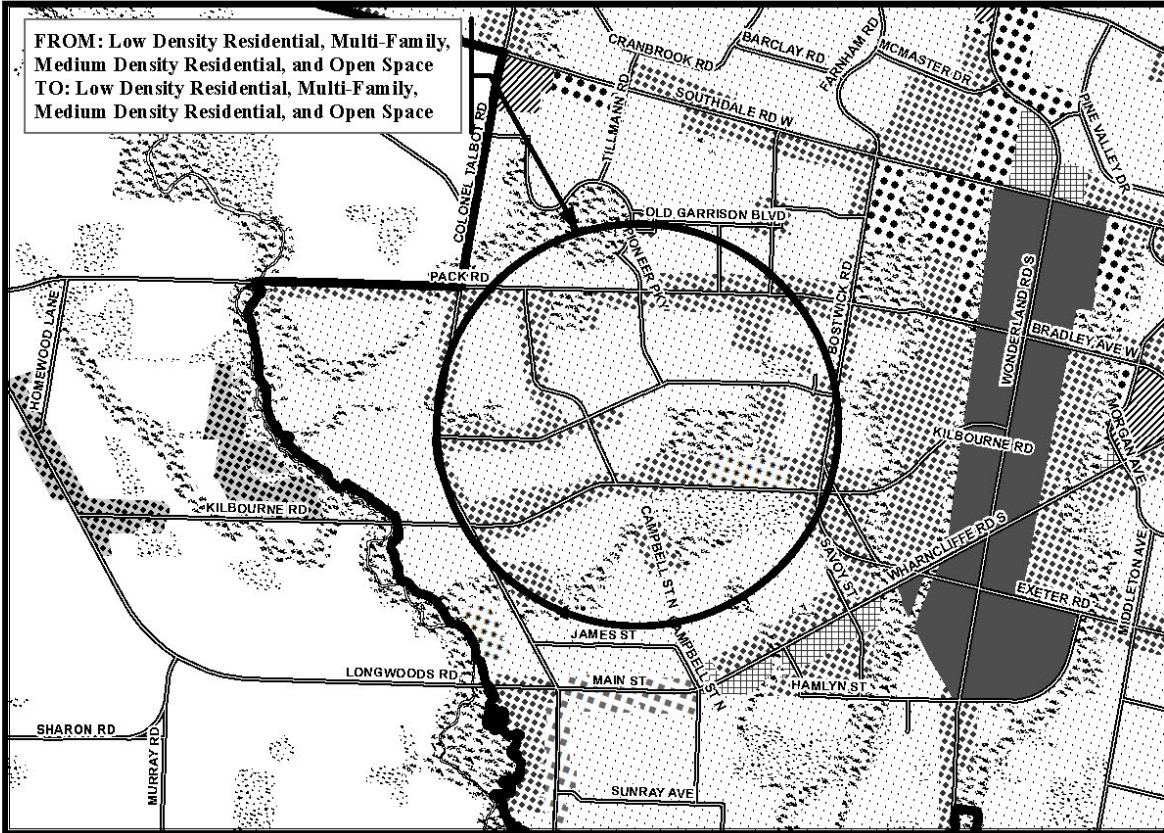 FROM: Low Density Residential, Multi-Family,
Medium Density Residential, and Open Space
TO: Low Density Residential, Multi-Family,
Medium Density Residential, and Open Space
CRANBROOK RD
BARCLAY RD
FARNHAM RD
MCMASTER DR
PINE VALLEY DR
SOUTHDALE RD W
TILLMANN RD
COLONEL TALBOT RD
OLD GARRISON BLVD
PIONEER PKY
PACK RD
BOSTWICK RD
WONDERLAND RD S
BRADLEY AVE W
HOMEWOOD LANE
MORGAN AVE
KILBOURNE RD
KILBOURNE RD
CAMPBELL ST N
SAVOY ST
WHARNCLIFFE RD S
EXETER RD
MIDDLETON AVE
JAMES ST
CAMPBELL ST N
LONGWOODS RD
MAIN ST
HAMLYN ST
SHARON RD
MURRAY RD
SUNRAY AVE